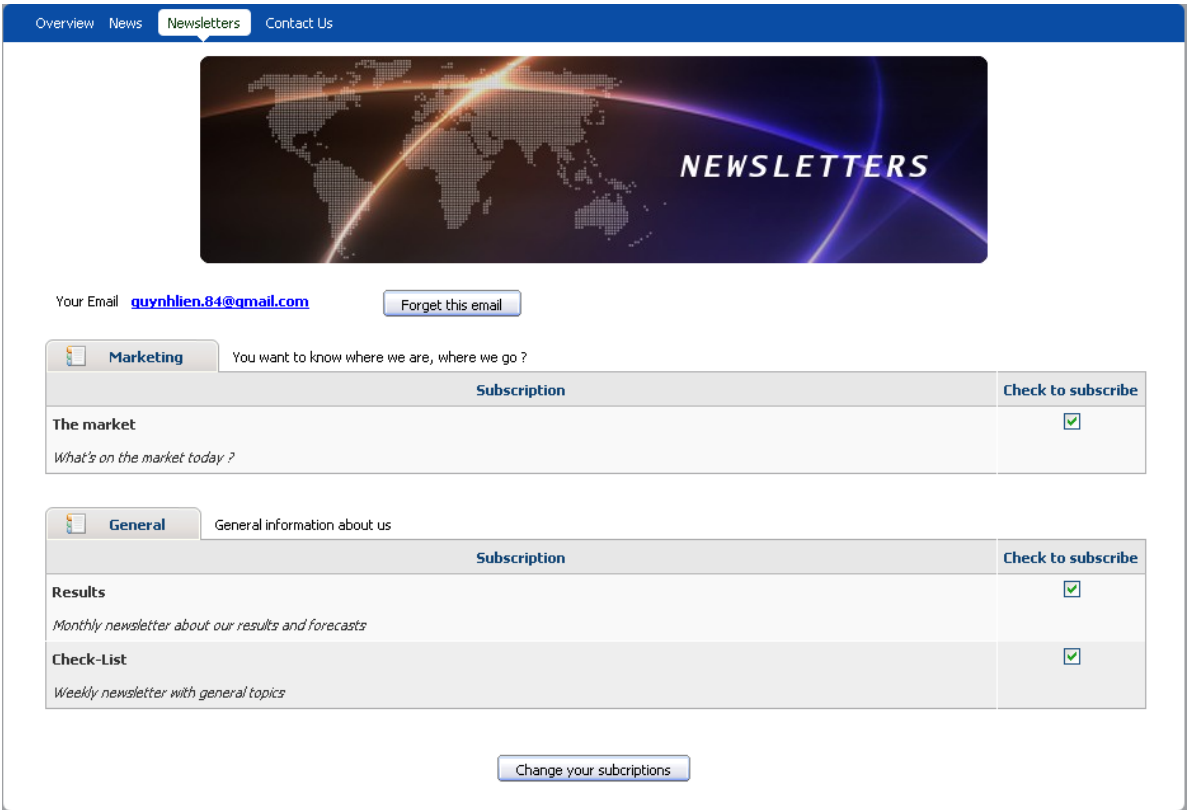 Overview News Newsletters Contact Us
NEWSLETTERS
Your Email quynhlien.84@gmail.com Forget this email
Marketing You want to know where we are, where we go ?
Subscription Check to subscribe
The market
What's on the market today ?
General General information about us
Subscription Check to subscribe
Results
Monthly newsletter about our results and forecasts
Check-List
Weekly newsletter with general topics
Change your subcriptions